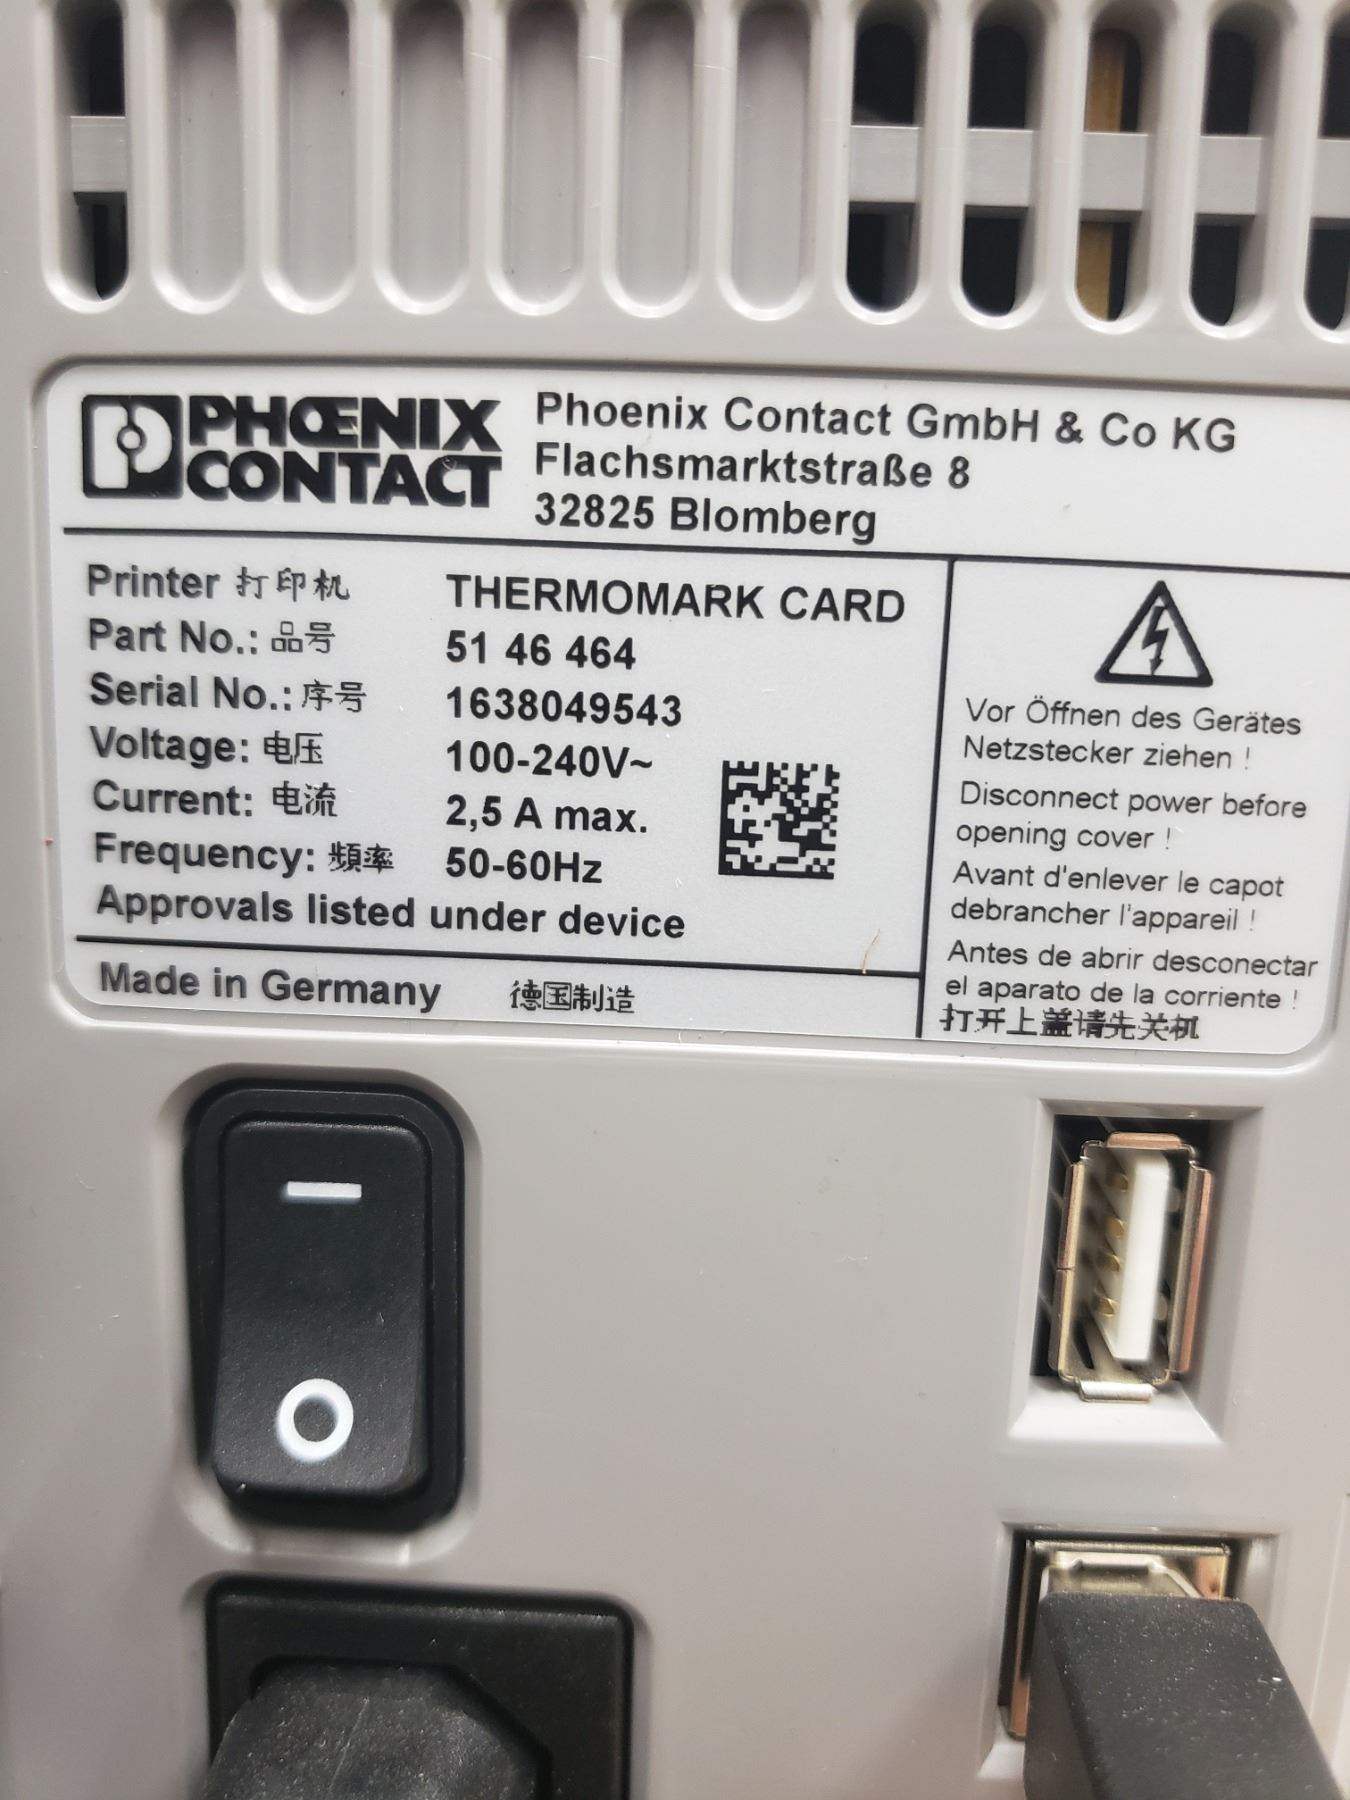 PHŒNIX
CONTACT
Phoenix Contact GmbH & Co KG
Flachsmarktstraße 8
32825 Blomberg
Printer 打印机 THERMOMARK CARD
Part No.: 品号 51 46 464
Serial No.: 序号 1638049543
Voltage: 电压 100-240V~
Current: 电流 2,5 A max.
Frequency: 頻率 50-60Hz
Approvals listed under device
Made in Germany 德国制造
Vor Öffnen des Gerätes
Netzstecker ziehen !
Disconnect power before
opening cover !
Avant d'enlever le capot
debrancher l'appareil !
Antes de abrir desconectar
el aparato de la corriente !
打开上盖请先关机